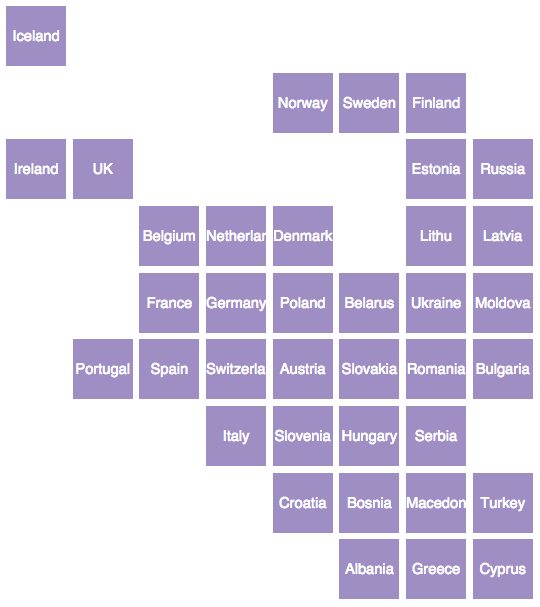 Iceland
Norway Sweden Finland
Ireland UK Estonia Russia
Belgium Netherlar Denmark Lithu Latvia
France Germany Poland Belarus Ukraine Moldova
Portugal Spain Switzerla Austria Slovakia Romania Bulgaria
Italy Slovenia Hungary Serbia
Croatia Bosnia Macedon Turkey
Albania Greece Cyprus